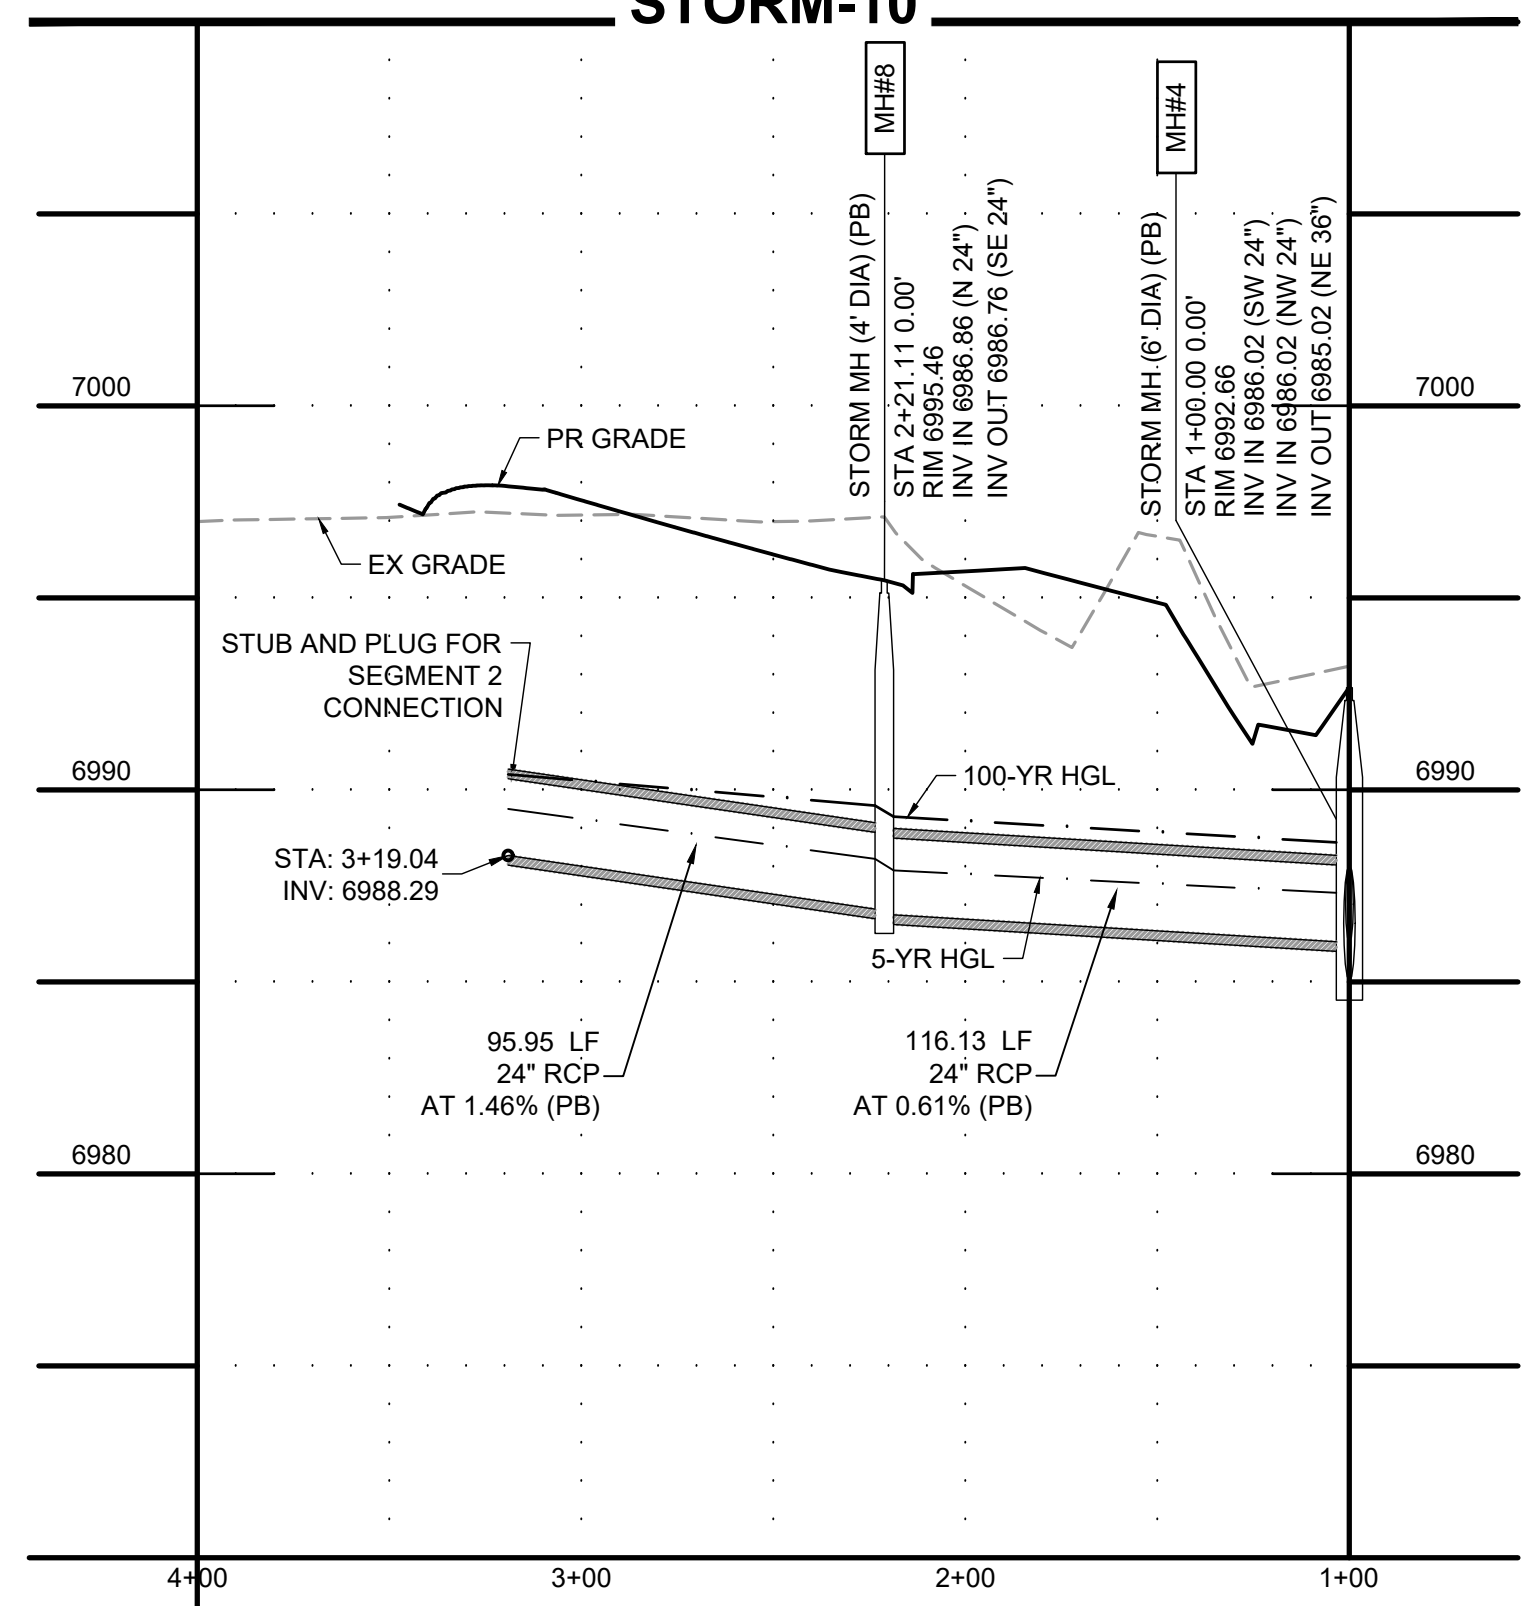 STORM-10
MH#8
MH#4
STORM MH (4' DIA) (PB)
STA 2+21.11 0.00'
RIM 6995.46
INV IN 6986.86 (N 24")
INV OUT 6986.76 (SE 24")
STORM MH (6' DIA) (PB)
STA 1+00.00 0.00'
RIM 6992.66
INV IN 6986.02 (SW 24")
INV IN 6986.02 (NW 24")
INV OUT 6985.02 (NE 36")
7000
7000
PR GRADE
EX GRADE
STUB AND PLUG FOR
SEGMENT 2
CONNECTION
6990
6990
100-YR HGL
STA: 3+19.04
INV: 6988.29
5-YR HGL
95.95 LF
24" RCP
AT 1.46% (PB)
116.13 LF
24" RCP
AT 0.61% (PB)
6980
6980
4+00
3+00
2+00
1+00